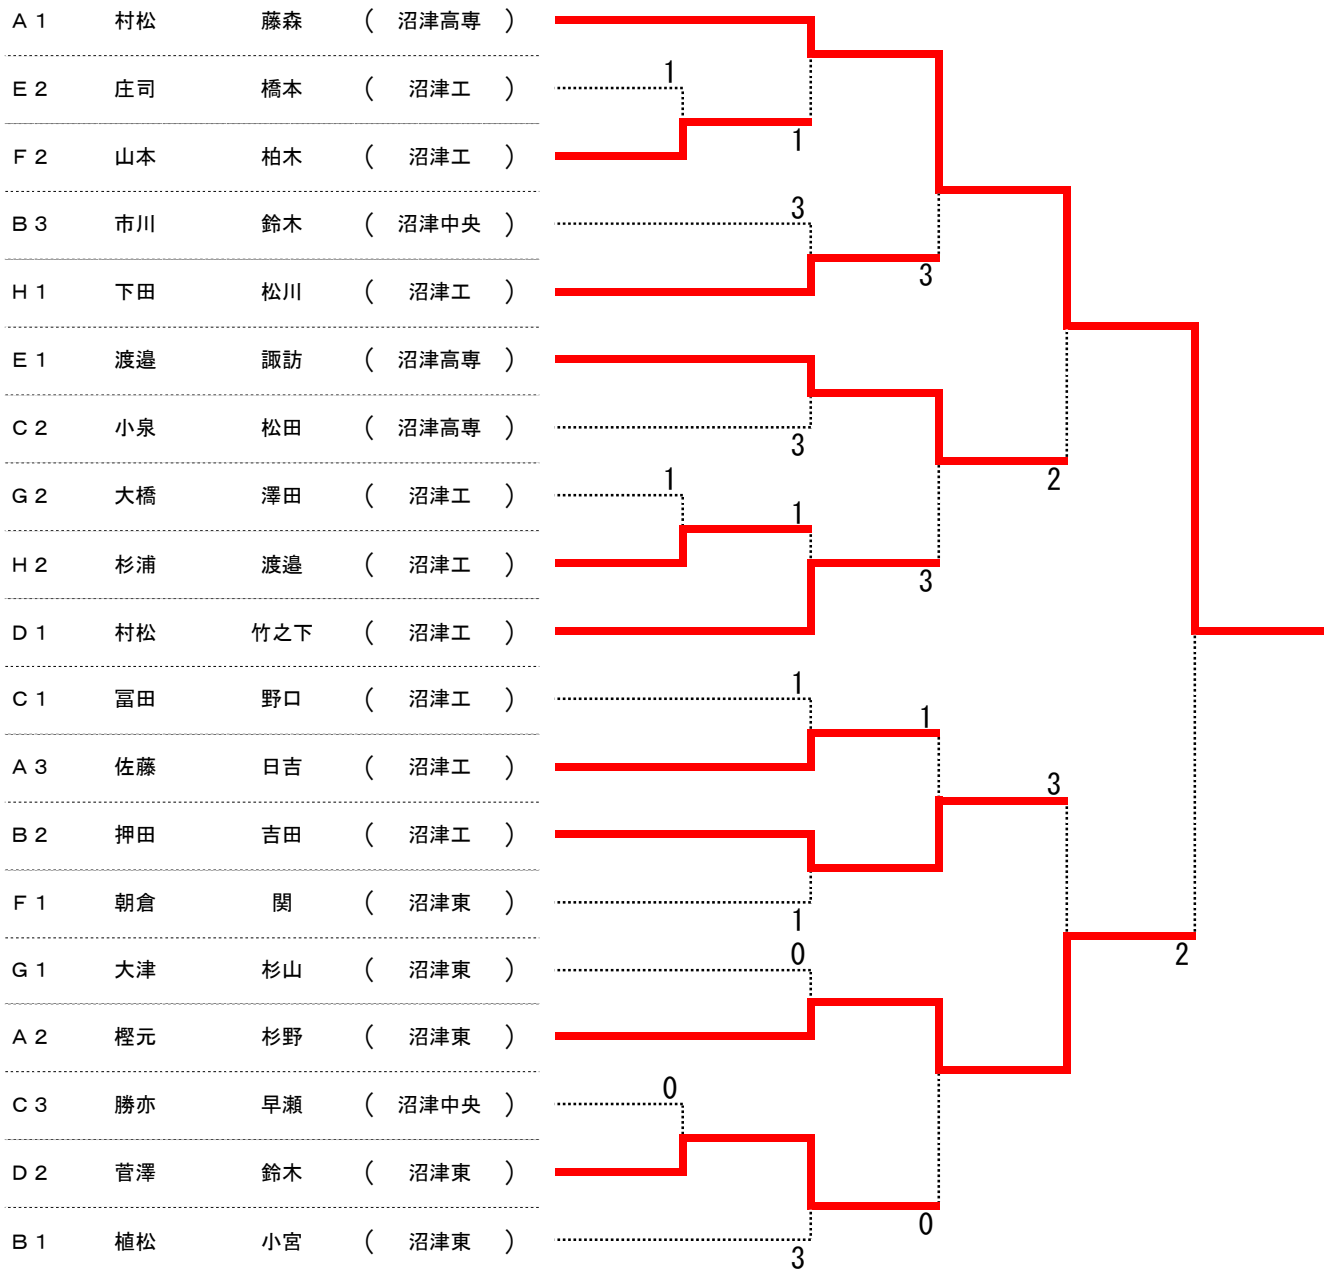 Ａ１ 村松 藤森 （ 沼津高専 ）
1
Ｅ２ 庄司 橋本 （ 沼津工 ）
1
Ｆ２ 山本 柏木 （ 沼津工 ）
3
Ｂ３ 市川 鈴木 （ 沼津中央 ）
3
Ｈ１ 下田 松川 （ 沼津工 ）
Ｅ１ 渡邉 諏訪 （ 沼津高専 ）
Ｃ２ 小泉 松田 （ 沼津高専 ）
3
1 2
Ｇ２ 大橋 澤田 （ 沼津工 ）
1
Ｈ２ 杉浦 渡邉 （ 沼津工 ）
3
Ｄ１ 村松 竹之下 （ 沼津工 ）
1
Ｃ１ 冨田 野口 （ 沼津工 ）
1
Ａ３ 佐藤 日吉 （ 沼津工 ）
3
Ｂ２ 押田 吉田 （ 沼津工 ）
Ｆ１ 朝倉 関 （ 沼津東 ）
1
0 2
Ｇ１ 大津 杉山 （ 沼津東 ）
Ａ２ 樫元 杉野 （ 沼津東 ）
0
Ｃ３ 勝亦 早瀬 （ 沼津中央 ）
Ｄ２ 菅澤 鈴木 （ 沼津東 ）
0
Ｂ１ 植松 小宮 （ 沼津東 ）
3